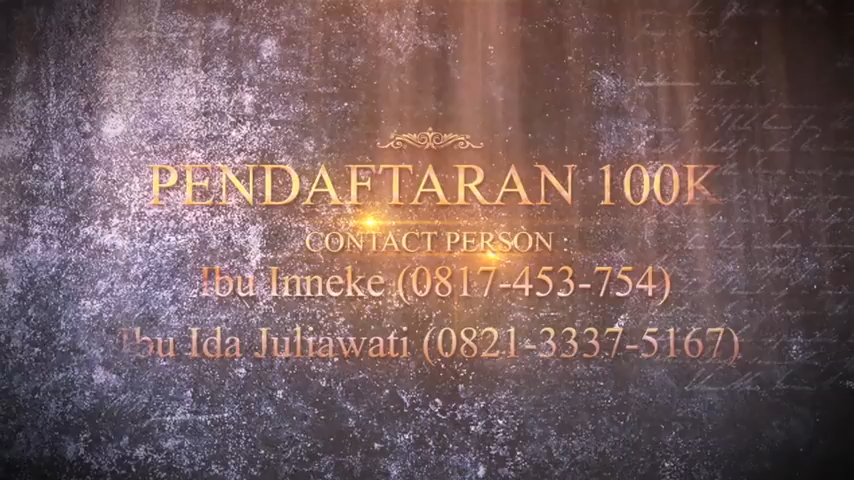 PENDAFTARAN 100K
CONTACT PERSON :
Ibu Inneke (0817-453-754)
Ibu Ida Juliawati (0821-3337-5167)